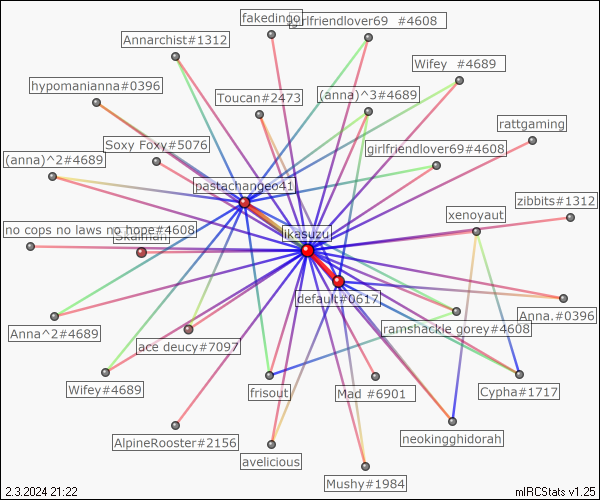 fakedingo
girlfriendlover69 #4608
Annarchist#1312
Wifey #4689
hypomanianna#0396
Toucan#2473
(anna)^3#4689
rattgaming
Soxy Foxy#5076
girlfriendlover69#4608
(anna)^2#4689
pastachangeo41
zibbits#1312
xenoyaut
no cops no laws no hope#4608
ikasuzu
default#0617
Anna.#0396
Anna^2#4689
ramshackle gorey#4608
ace deucy#7097
Wifey#4689
frisout
Mad #6901
Cypha#1717
AlpineRooster#2156
neokingghidorah
avelicious
Mushy#1984
2.3.2024 21:22
mIRCStats v1.25